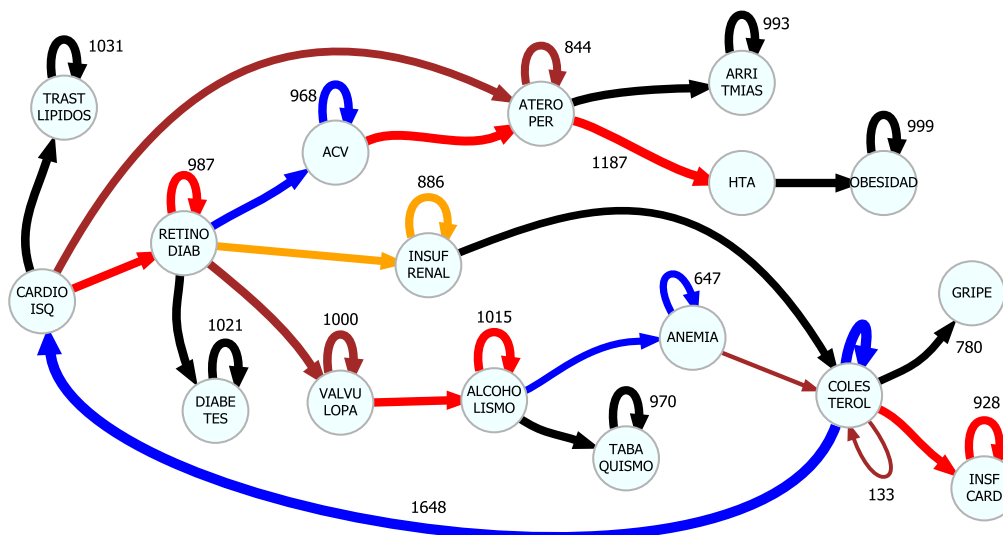 1031
TRAST
LIPIDOS
968
ACV
844
ATERO
PER
993
ARRI
TMIAS
999
OBESIDAD
1187
HTA
987
RETINO
DIAB
886
INSUF
RENAL
CARDIO
ISQ
1021
DIABE
TES
1000
VALVU
LOPA
1015
ALCOHO
LISMO
647
ANEMIA
970
TABA
QUISMO
GRIPE
780
COLES
TEROL
928
INSF
CARD
133
1648